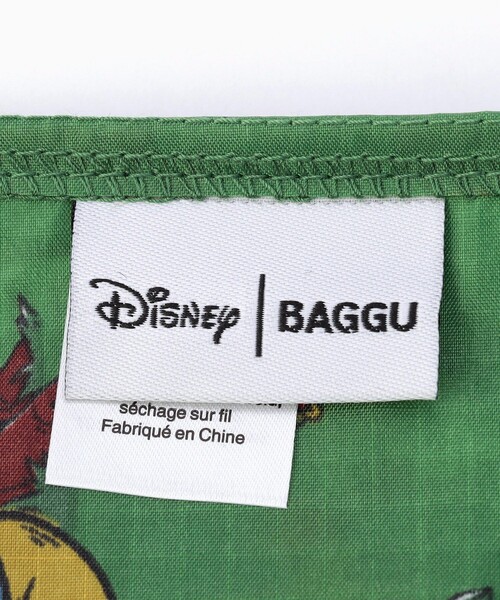 Disney | BAGGU
séchage sur fil
Fabriqué en Chine